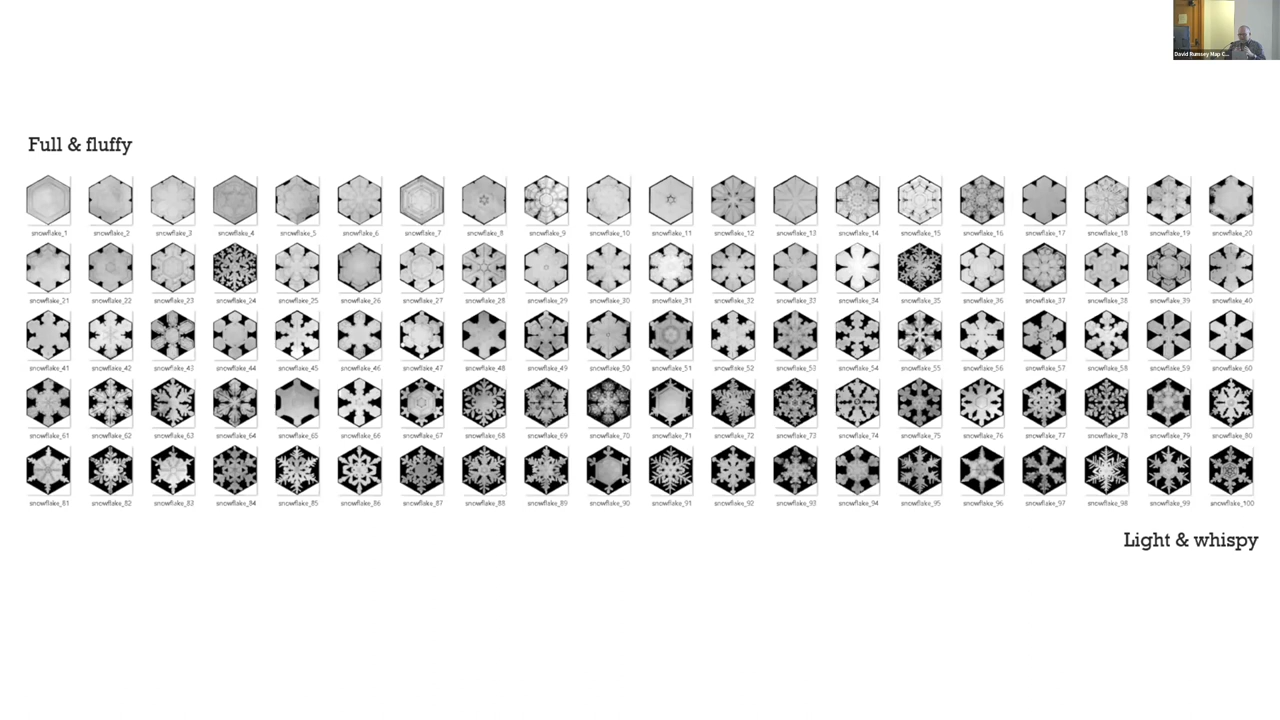 David Rumsey Map C...
Full & fluffy
snowflake_1 snowflake_2 snowflake_3 snowflake_4 snowflake_5 snowflake_6 snowflake_7 snowflake_8 snowflake_9 snowflake_10 snowflake_11 snowflake_12 snowflake_13 snowflake_14 snowflake_15 snowflake_16 snowflake_17 snowflake_18 snowflake_19 snowflake_20
snowflake_21 snowflake_22 snowflake_23 snowflake_24 snowflake_25 snowflake_26 snowflake_27 snowflake_28 snowflake_29 snowflake_30 snowflake_31 snowflake_32 snowflake_33 snowflake_34 snowflake_35 snowflake_36 snowflake_37 snowflake_38 snowflake_39 snowflake_40
snowflake_41 snowflake_42 snowflake_43 snowflake_44 snowflake_45 snowflake_46 snowflake_47 snowflake_48 snowflake_49 snowflake_50 snowflake_51 snowflake_52 snowflake_53 snowflake_54 snowflake_55 snowflake_56 snowflake_57 snowflake_58 snowflake_59 snowflake_60
snowflake_61 snowflake_62 snowflake_63 snowflake_64 snowflake_65 snowflake_66 snowflake_67 snowflake_68 snowflake_69 snowflake_70 snowflake_71 snowflake_72 snowflake_73 snowflake_74 snowflake_75 snowflake_76 snowflake_77 snowflake_78 snowflake_79 snowflake_80
snowflake_81 snowflake_82 snowflake_83 snowflake_84 snowflake_85 snowflake_86 snowflake_87 snowflake_88 snowflake_89 snowflake_90 snowflake_91 snowflake_92 snowflake_93 snowflake_94 snowflake_95 snowflake_96 snowflake_97 snowflake_98 snowflake_99 snowflake_100
Light & whispy